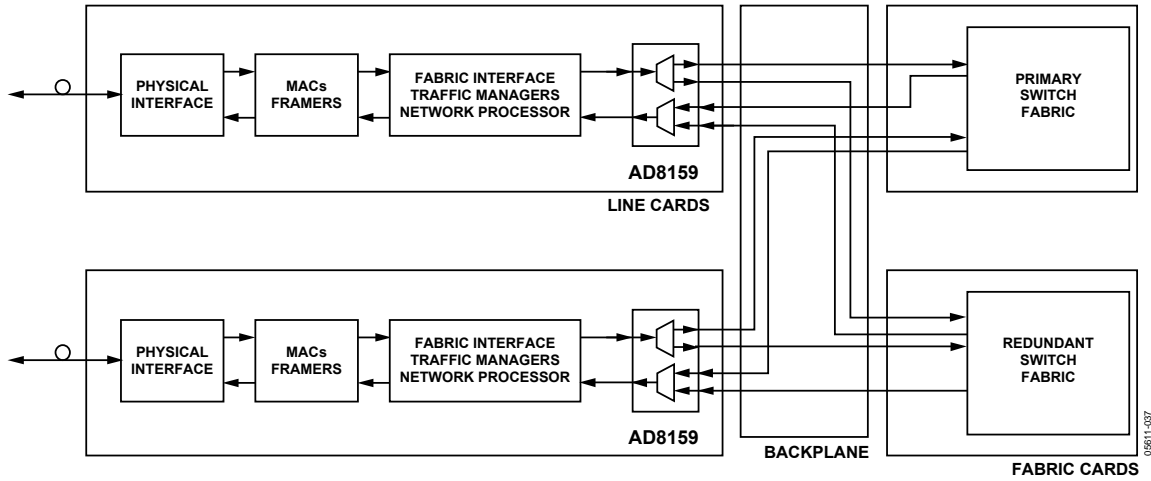 PHYSICAL
INTERFACE
MACs
FRAMERS
FABRIC INTERFACE
TRAFFIC MANAGERS
NETWORK PROCESSOR
AD8159
LINE CARDS
PRIMARY
SWITCH
FABRIC
PHYSICAL
INTERFACE
MACs
FRAMERS
FABRIC INTERFACE
TRAFFIC MANAGERS
NETWORK PROCESSOR
AD8159
BACKPLANE
REDUNDANT
SWITCH
FABRIC
FABRIC CARDS
05611-037